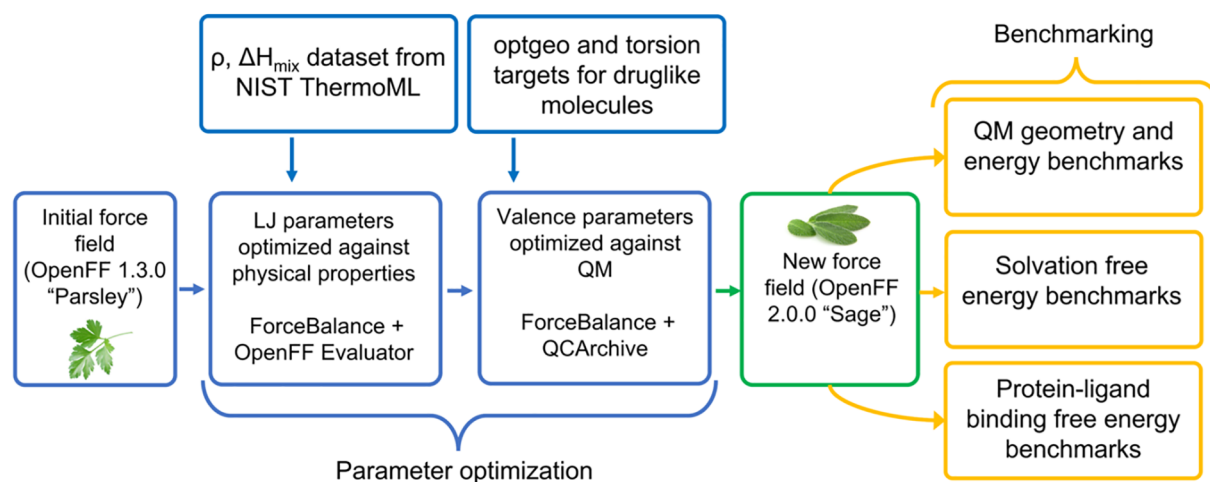 ρ, ΔHmix dataset from
NIST ThermoML
optgeo and torsion
targets for druglike
molecules
Benchmarking
Initial force
field
(OpenFF 1.3.0
“Parsley”)
LJ parameters
optimized against
physical properties
ForceBalance +
OpenFF Evaluator
Valence parameters
optimized against
QM
ForceBalance +
QCArchive
New force
field (OpenFF
2.0.0 “Sage”)
QM geometry and
energy benchmarks
Solvation free
energy benchmarks
Protein-ligand
binding free energy
benchmarks
Parameter optimization